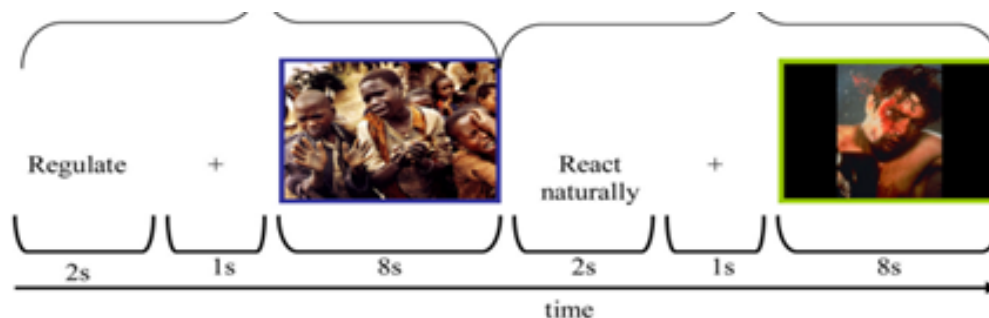 Regulate
+
React
naturally
+
2s
1s
8s
2s
1s
8s
time